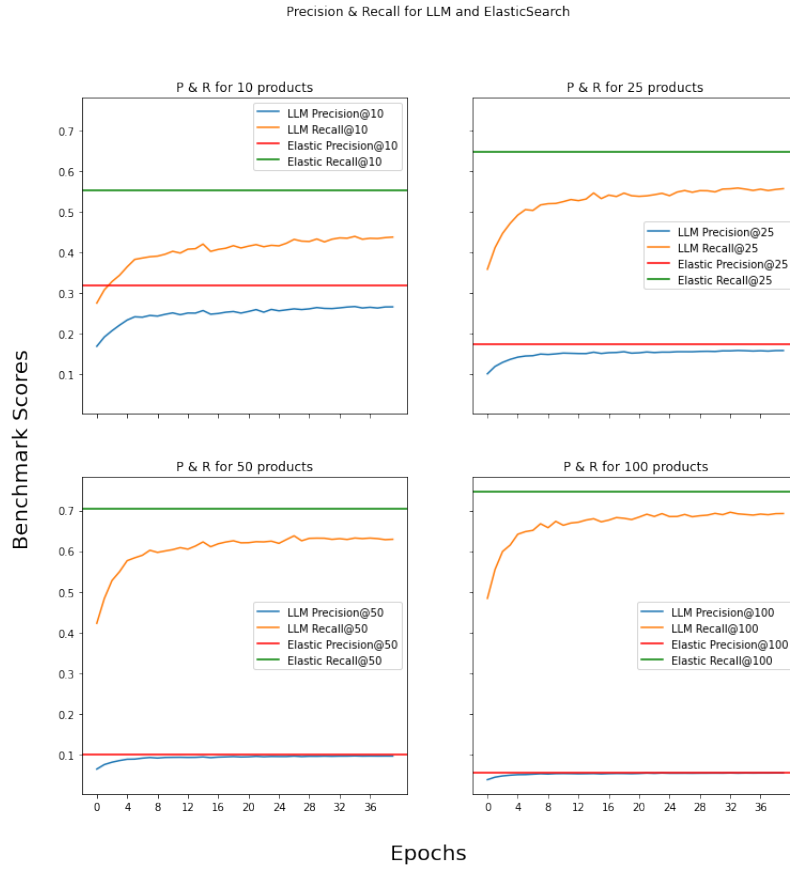 Precision & Recall for LLM and ElasticSearch
P & R for 10 products
0.7
0.6
0.5
0.4
0.3
0.2
0.1
LLM Precision@10
LLM Recall@10
Elastic Precision@10
Elastic Recall@10
P & R for 25 products
LLM Precision@25
LLM Recall@25
Elastic Precision@25
Elastic Recall@25
Benchmark Scores
P & R for 50 products
0.7
0.6
0.5
0.4
0.3
0.2
0.1
LLM Precision@50
LLM Recall@50
Elastic Precision@50
Elastic Recall@50
0 4 8 12 16 20 24 28 32 36
P & R for 100 products
LLM Precision@100
LLM Recall@100
Elastic Precision@100
Elastic Recall@100
0 4 8 12 16 20 24 28 32 36
Epochs